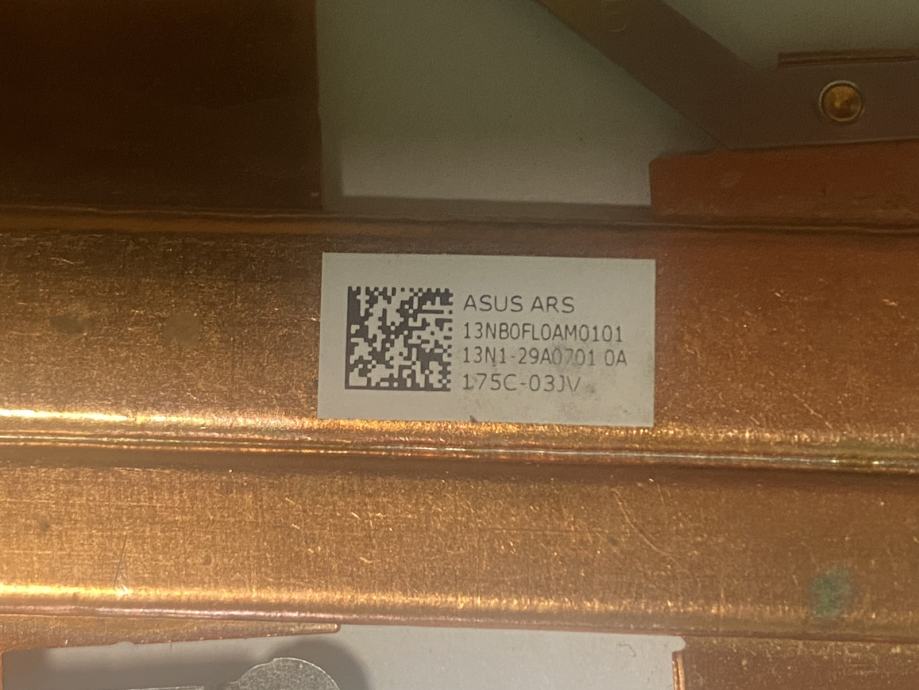 ASUS ARS
13NB0FL0AM0101
13N1-29A0701 0A
175C-03JV